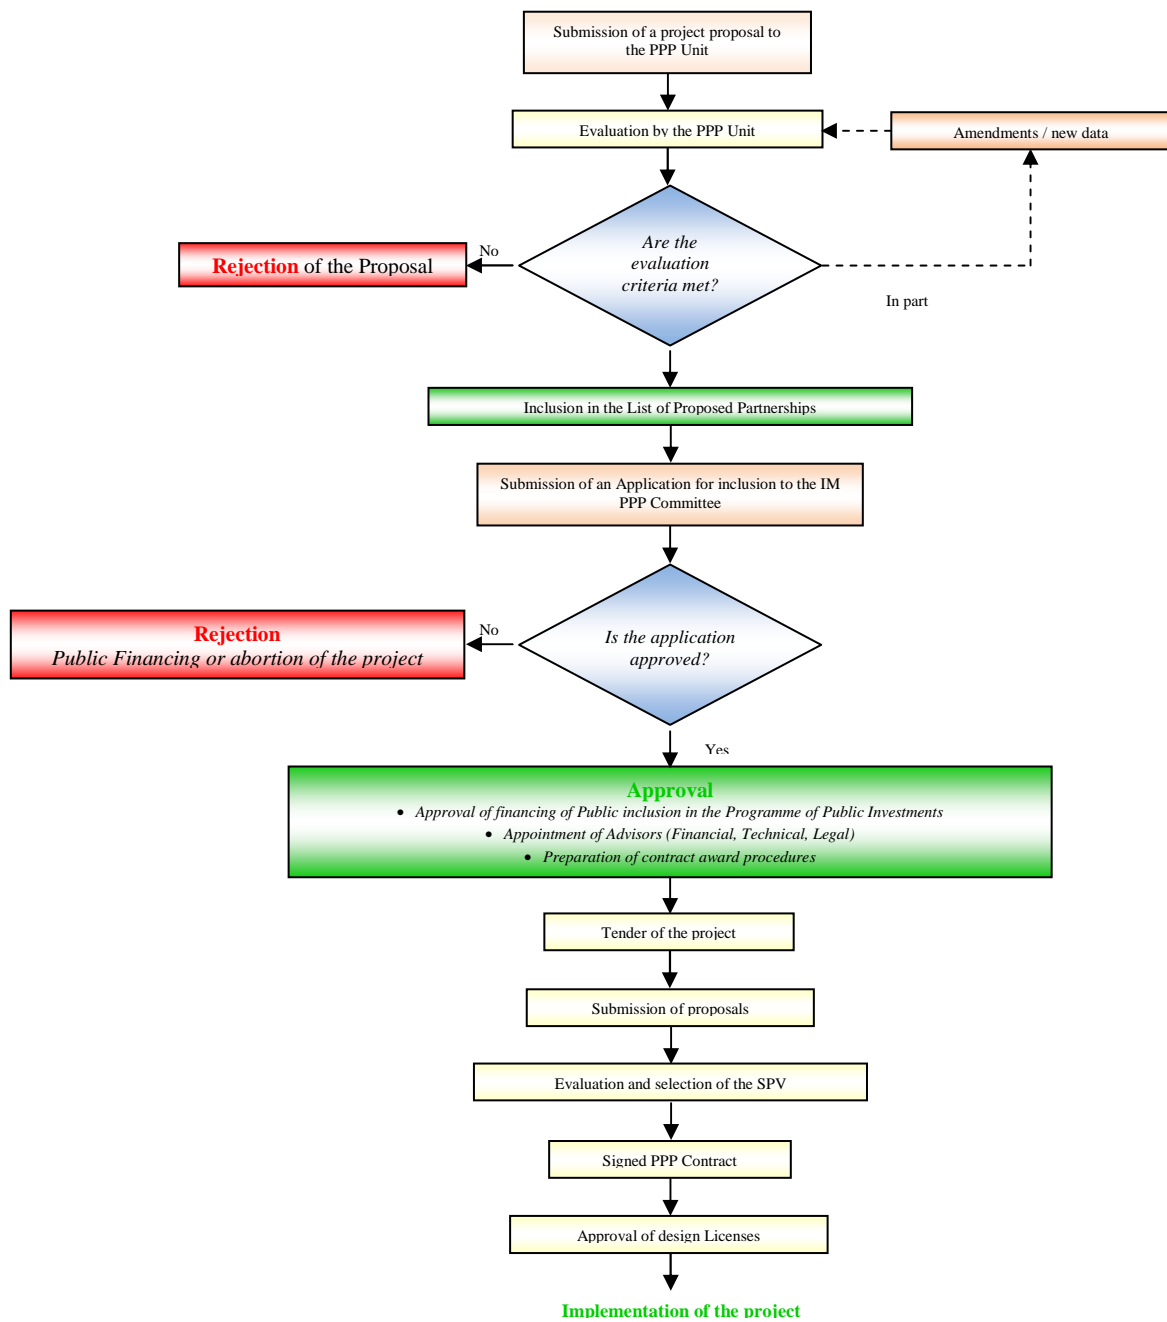 Submission of a project proposal to
the PPP Unit
Evaluation by the PPP Unit
Amendments / new data
Are the
evaluation
criteria met?
No
Rejection of the Proposal
In part
Inclusion in the List of Proposed Partnerships
Submission of an Application for inclusion to the IM
PPP Committee
Is the application
approved?
No
Rejection
Public Financing or abortion of the project
Yes
Approval
• Approval of financing of Public inclusion in the Programme of Public Investments
• Appointment of Advisors (Financial, Technical, Legal)
• Preparation of contract award procedures
Tender of the project
Submission of proposals
Evaluation and selection of the SPV
Signed PPP Contract
Approval of design Licenses
Implementation of the project